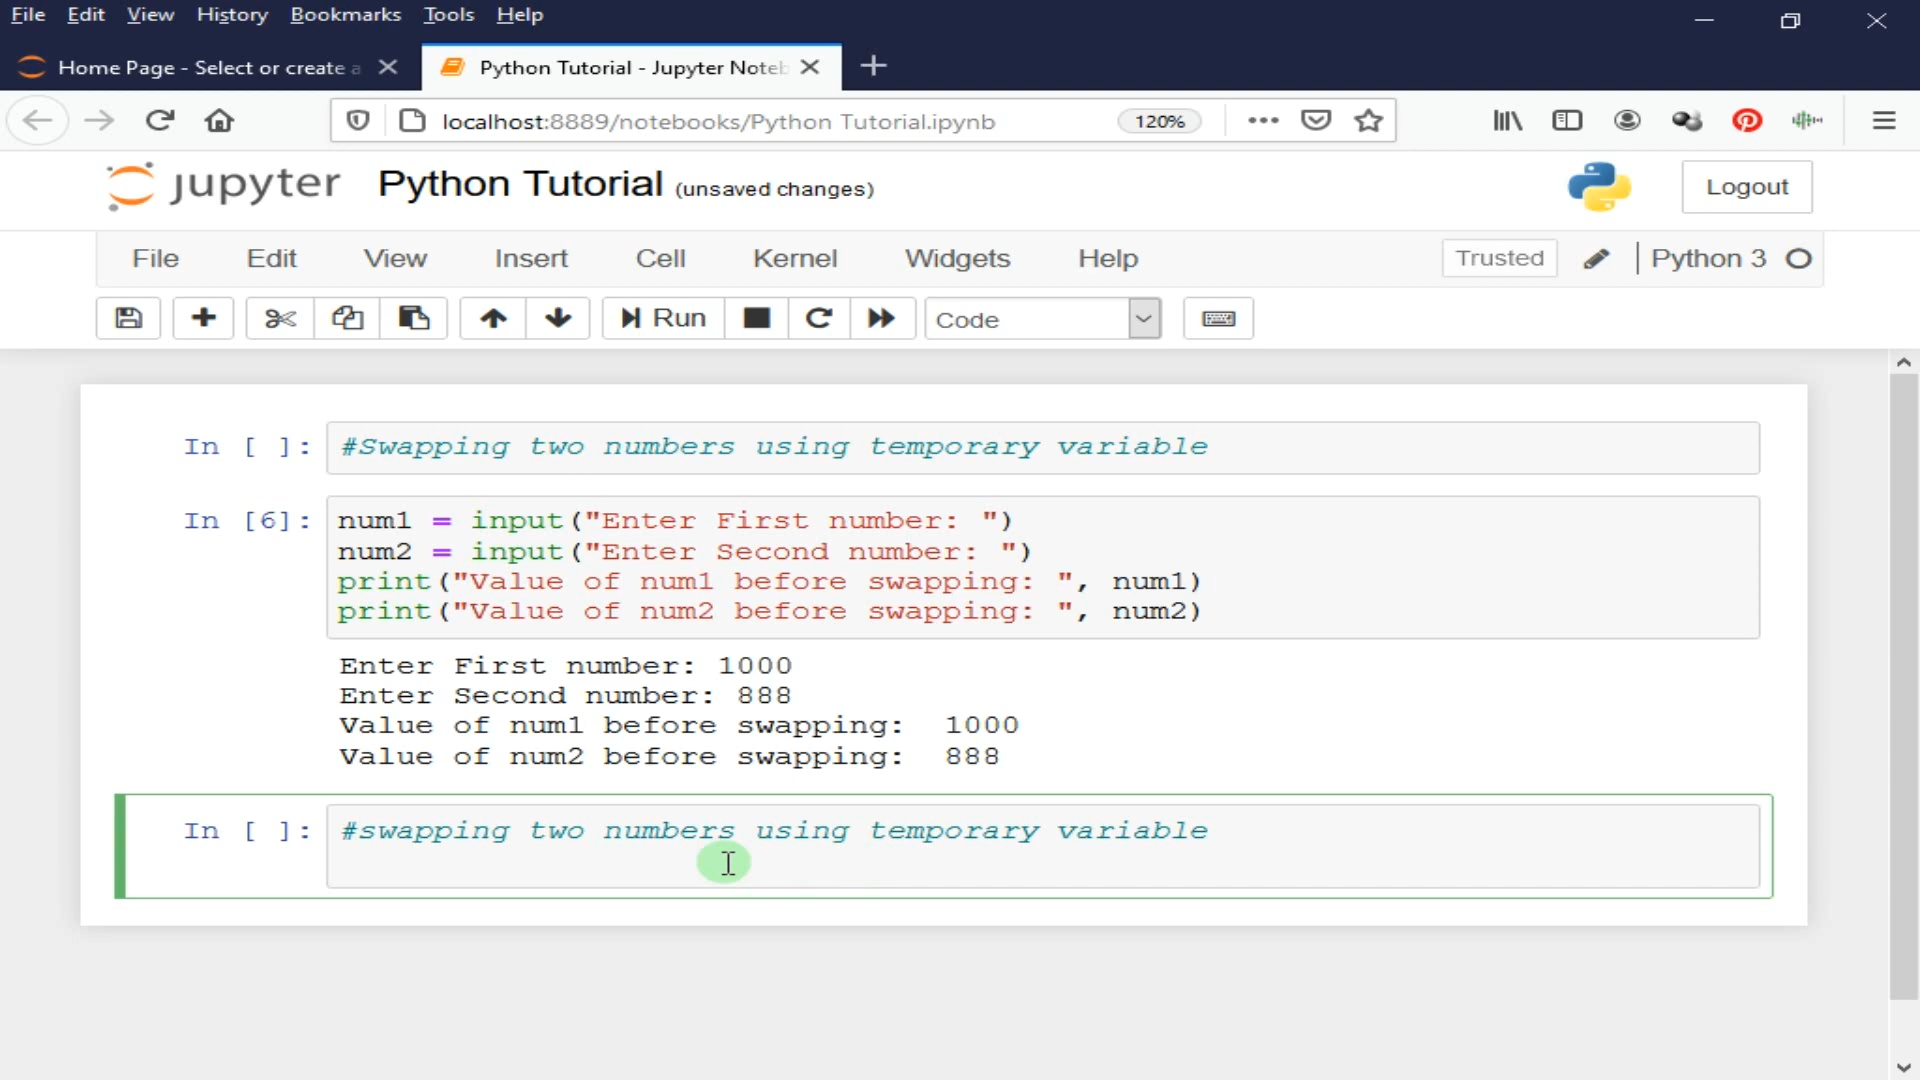 File Edit View History Bookmarks Tools Help
Home Page - Select or create a
Python Tutorial - Jupyter Noteb
localhost:8889/notebooks/Python Tutorial.ipynb 120%
jupyter Python Tutorial (unsaved changes) Logout
File Edit View Insert Cell Kernel Widgets Help Trusted Python 3
Run Code
In [ ]: #Swapping two numbers using temporary variable
In [6]: num1 = input("Enter First number: ")
num2 = input("Enter Second number: ")
print("Value of num1 before swapping: ", num1)
print("Value of num2 before swapping: ", num2)
Enter First number: 1000
Enter Second number: 888
Value of num1 before swapping:  1000
Value of num2 before swapping:  888
In [ ]: #swapping two numbers using temporary variable